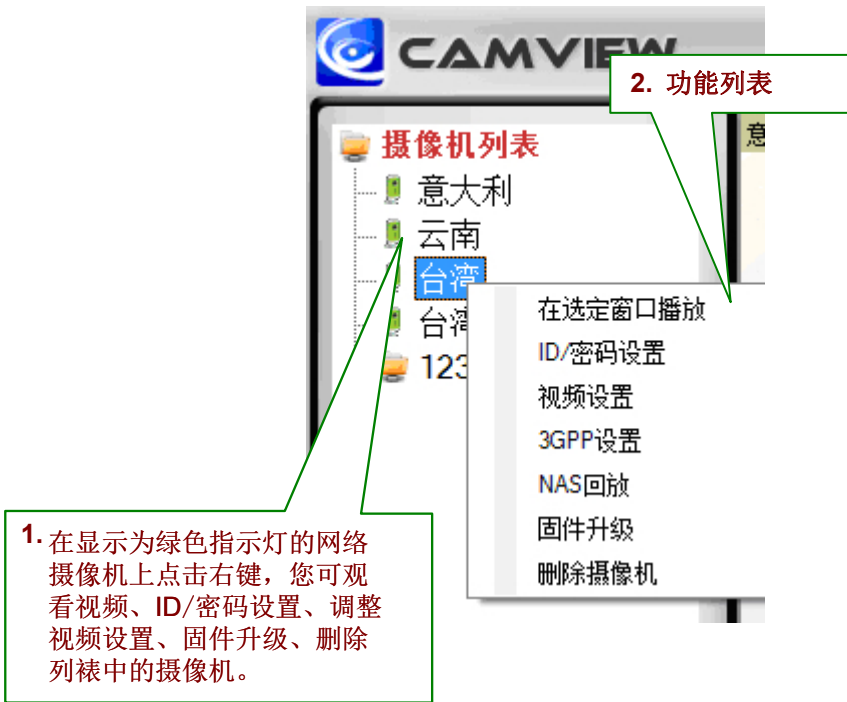 CAMVIEW
2. 功能列表
摄像机列表
意
意大利
云南
台湾
台湾
123
在选定窗口播放
ID/密码设置
视频设置
3GPP设置
NAS回放
固件升级
删除摄像机
1. 在显示为绿色指示灯的网络
摄像机上点击右键，您可观
看视频、ID/密码设置、调整
视频设置、固件升级、删除
列裱中的摄像机。